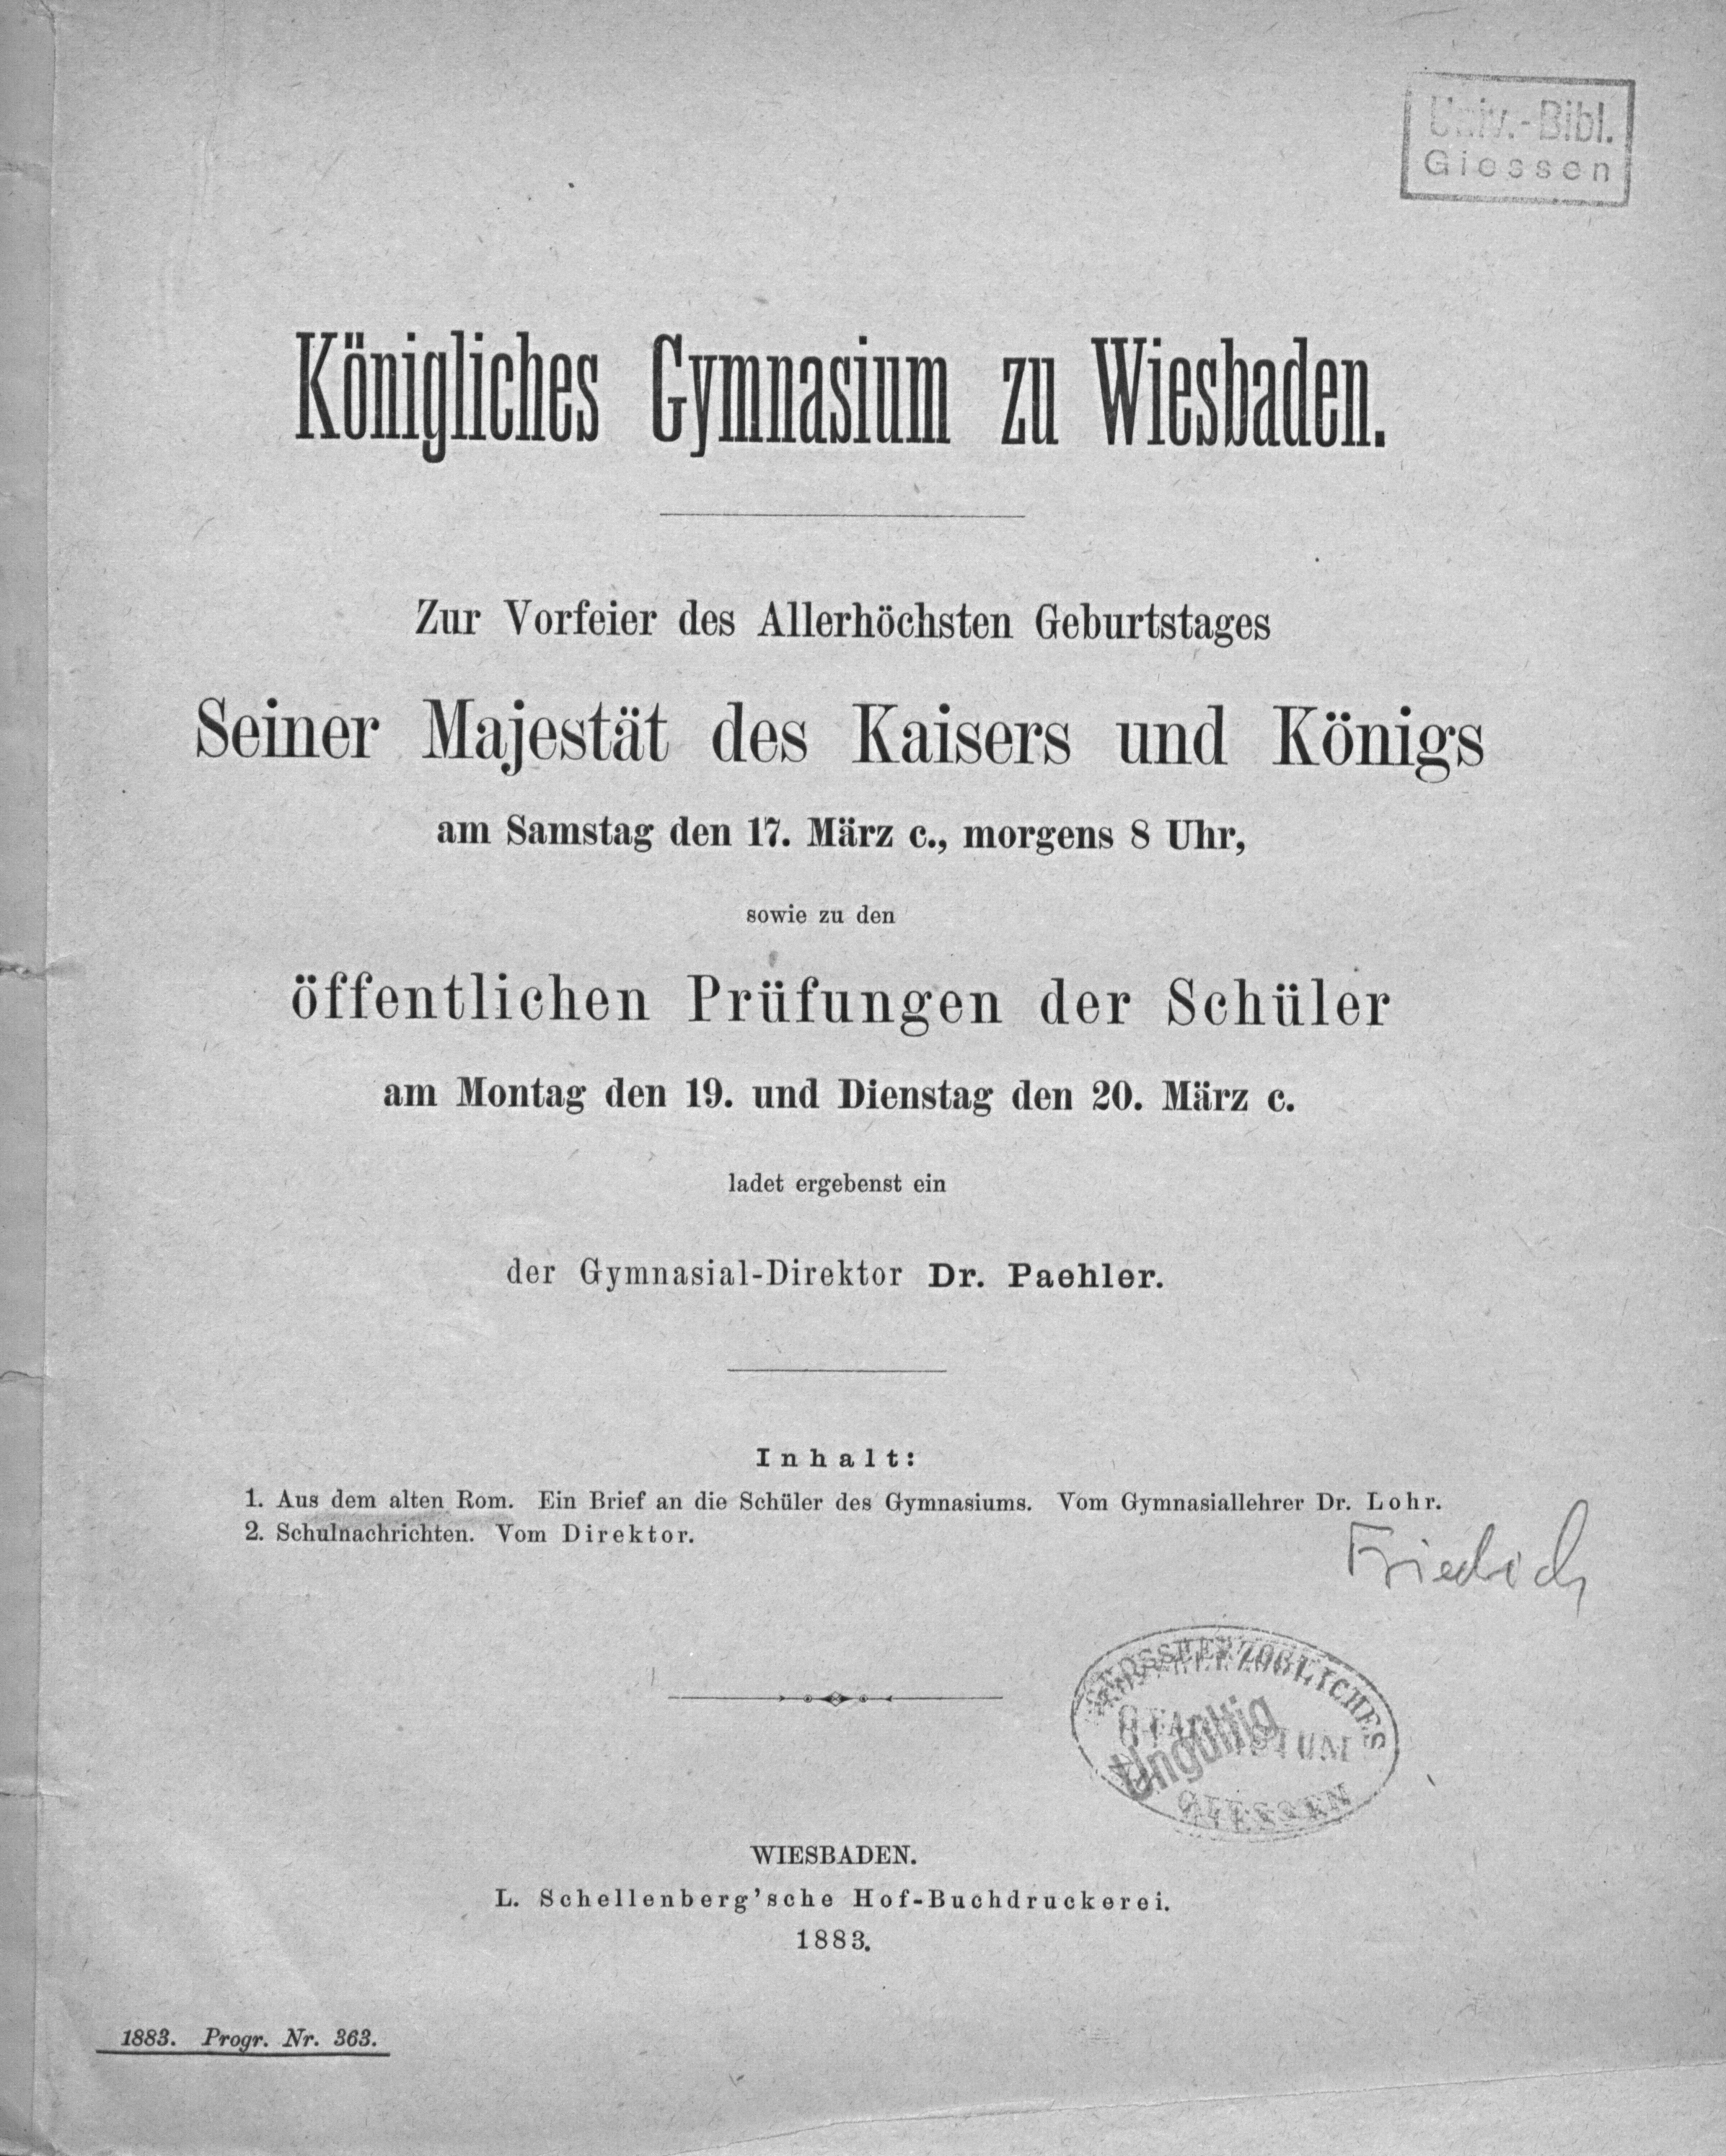 Univ.-Bibl.
Giessen
Königliches Gymnasium zu Wiesbaden.
Zur Vorfeier des Allerhöchsten Geburtstages
Seiner Majestät des Kaisers und Königs
am Samstag den 17. März c., morgens 8 Uhr,
sowie zu den
öffentlichen Prüfungen der Schüler
am Montag den 19. und Dienstag den 20. März c.
ladet ergebenst ein
der Gymnasial-Direktor Dr. Paehler.
Inhalt:
1. Aus dem alten Rom. Ein Brief an die Schüler des Gymnasiums. Vom Gymnasiallehrer Dr. Lohr.
2. Schulnachrichten. Vom Direktor.
Friedrich
GROSSHERZOGLICHES
Ungültig
GIESSEN
WIESBADEN.
L. Schellenberg'sche Hof-Buchdruckerei.
1883.
1883. Progr. Nr. 363.